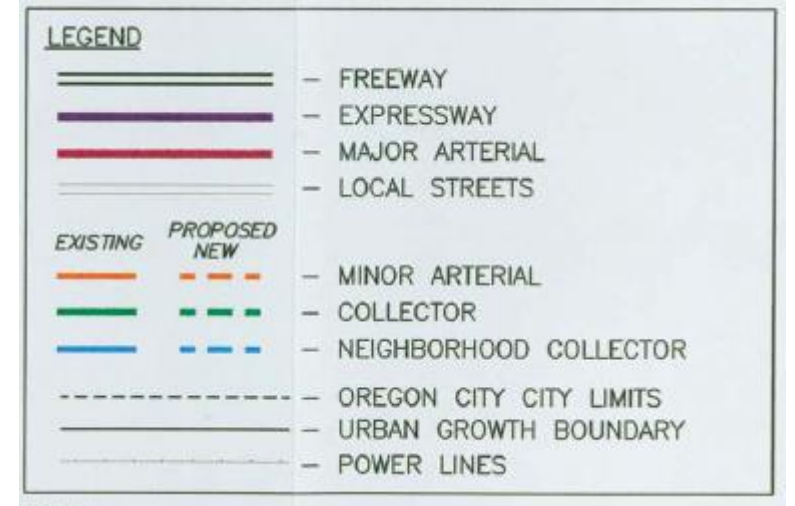 LEGEND
— FREEWAY
— EXPRESSWAY
— MAJOR ARTERIAL
— LOCAL STREETS
EXISTING PROPOSED NEW
— MINOR ARTERIAL
— COLLECTOR
— NEIGHBORHOOD COLLECTOR
— OREGON CITY CITY LIMITS
— URBAN GROWTH BOUNDARY
— POWER LINES